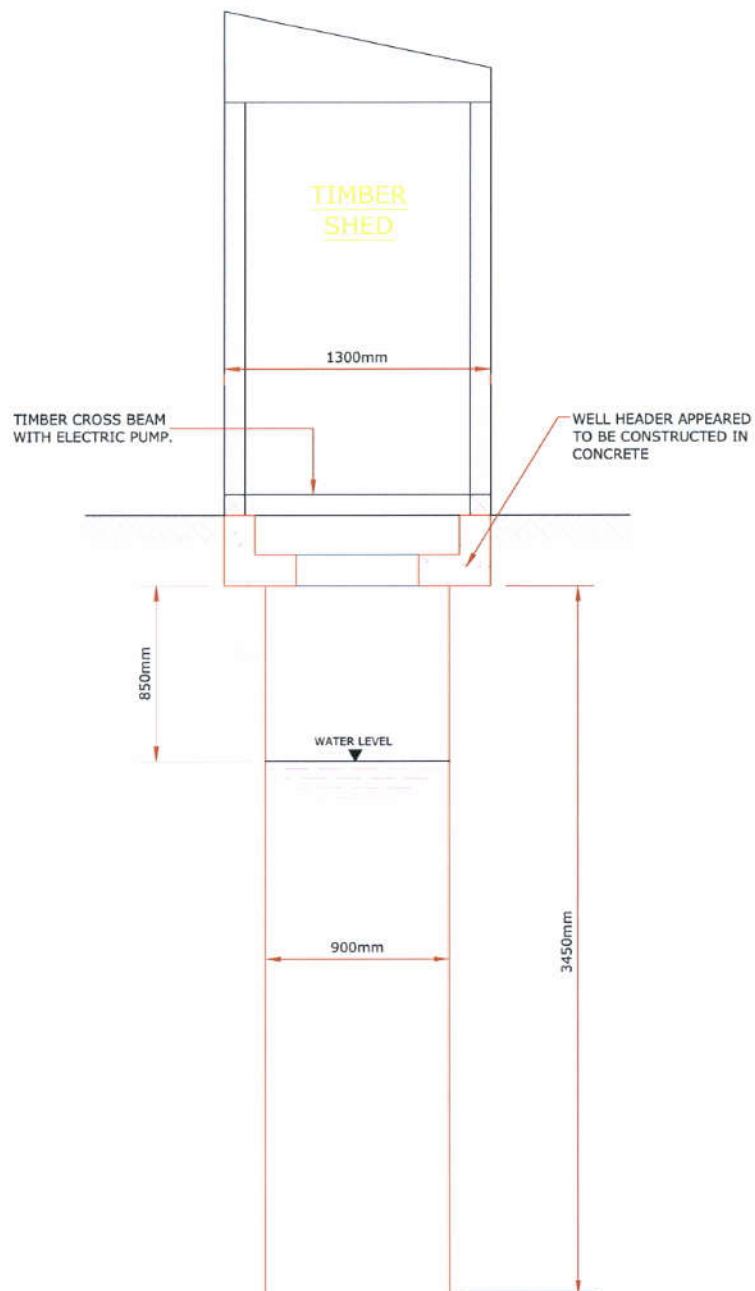 TIMBER
SHED
1300mm
TIMBER CROSS BEAM
WITH ELECTRIC PUMP.
WELL HEADER APPEARED
TO BE CONSTRUCTED IN
CONCRETE
850mm
WATER LEVEL
900mm
3450mm